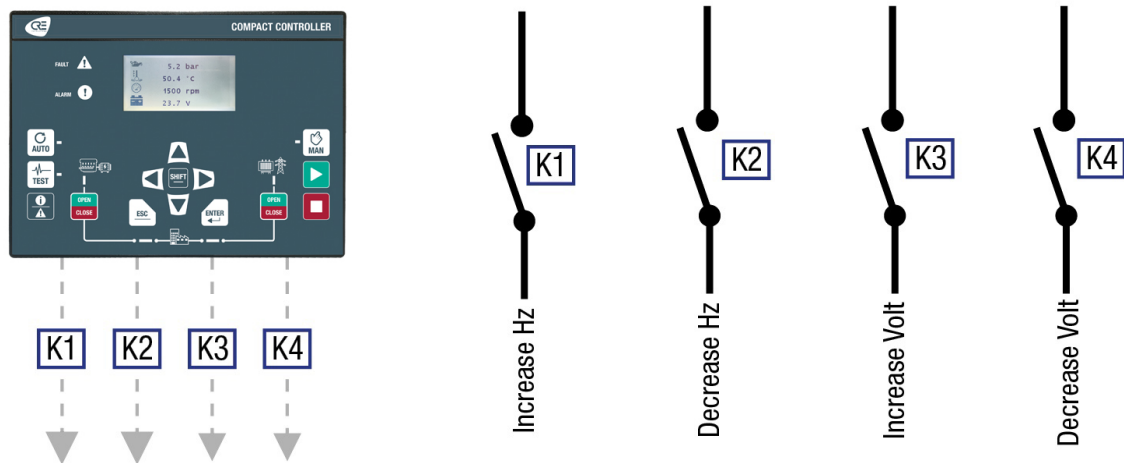 CRE
COMPACT CONTROLLER
FAULT
ALARM
5.2 bar
50.4 °C
1500 rpm
23.7 V
AUTO
TEST
MAN
SHIFT
OPEN
CLOSE
ESC
ENTER
OPEN
CLOSE
K1
K2
K3
K4
K1
K2
K3
K4
Increase Hz
Decrease Hz
Increase Volt
Decrease Volt